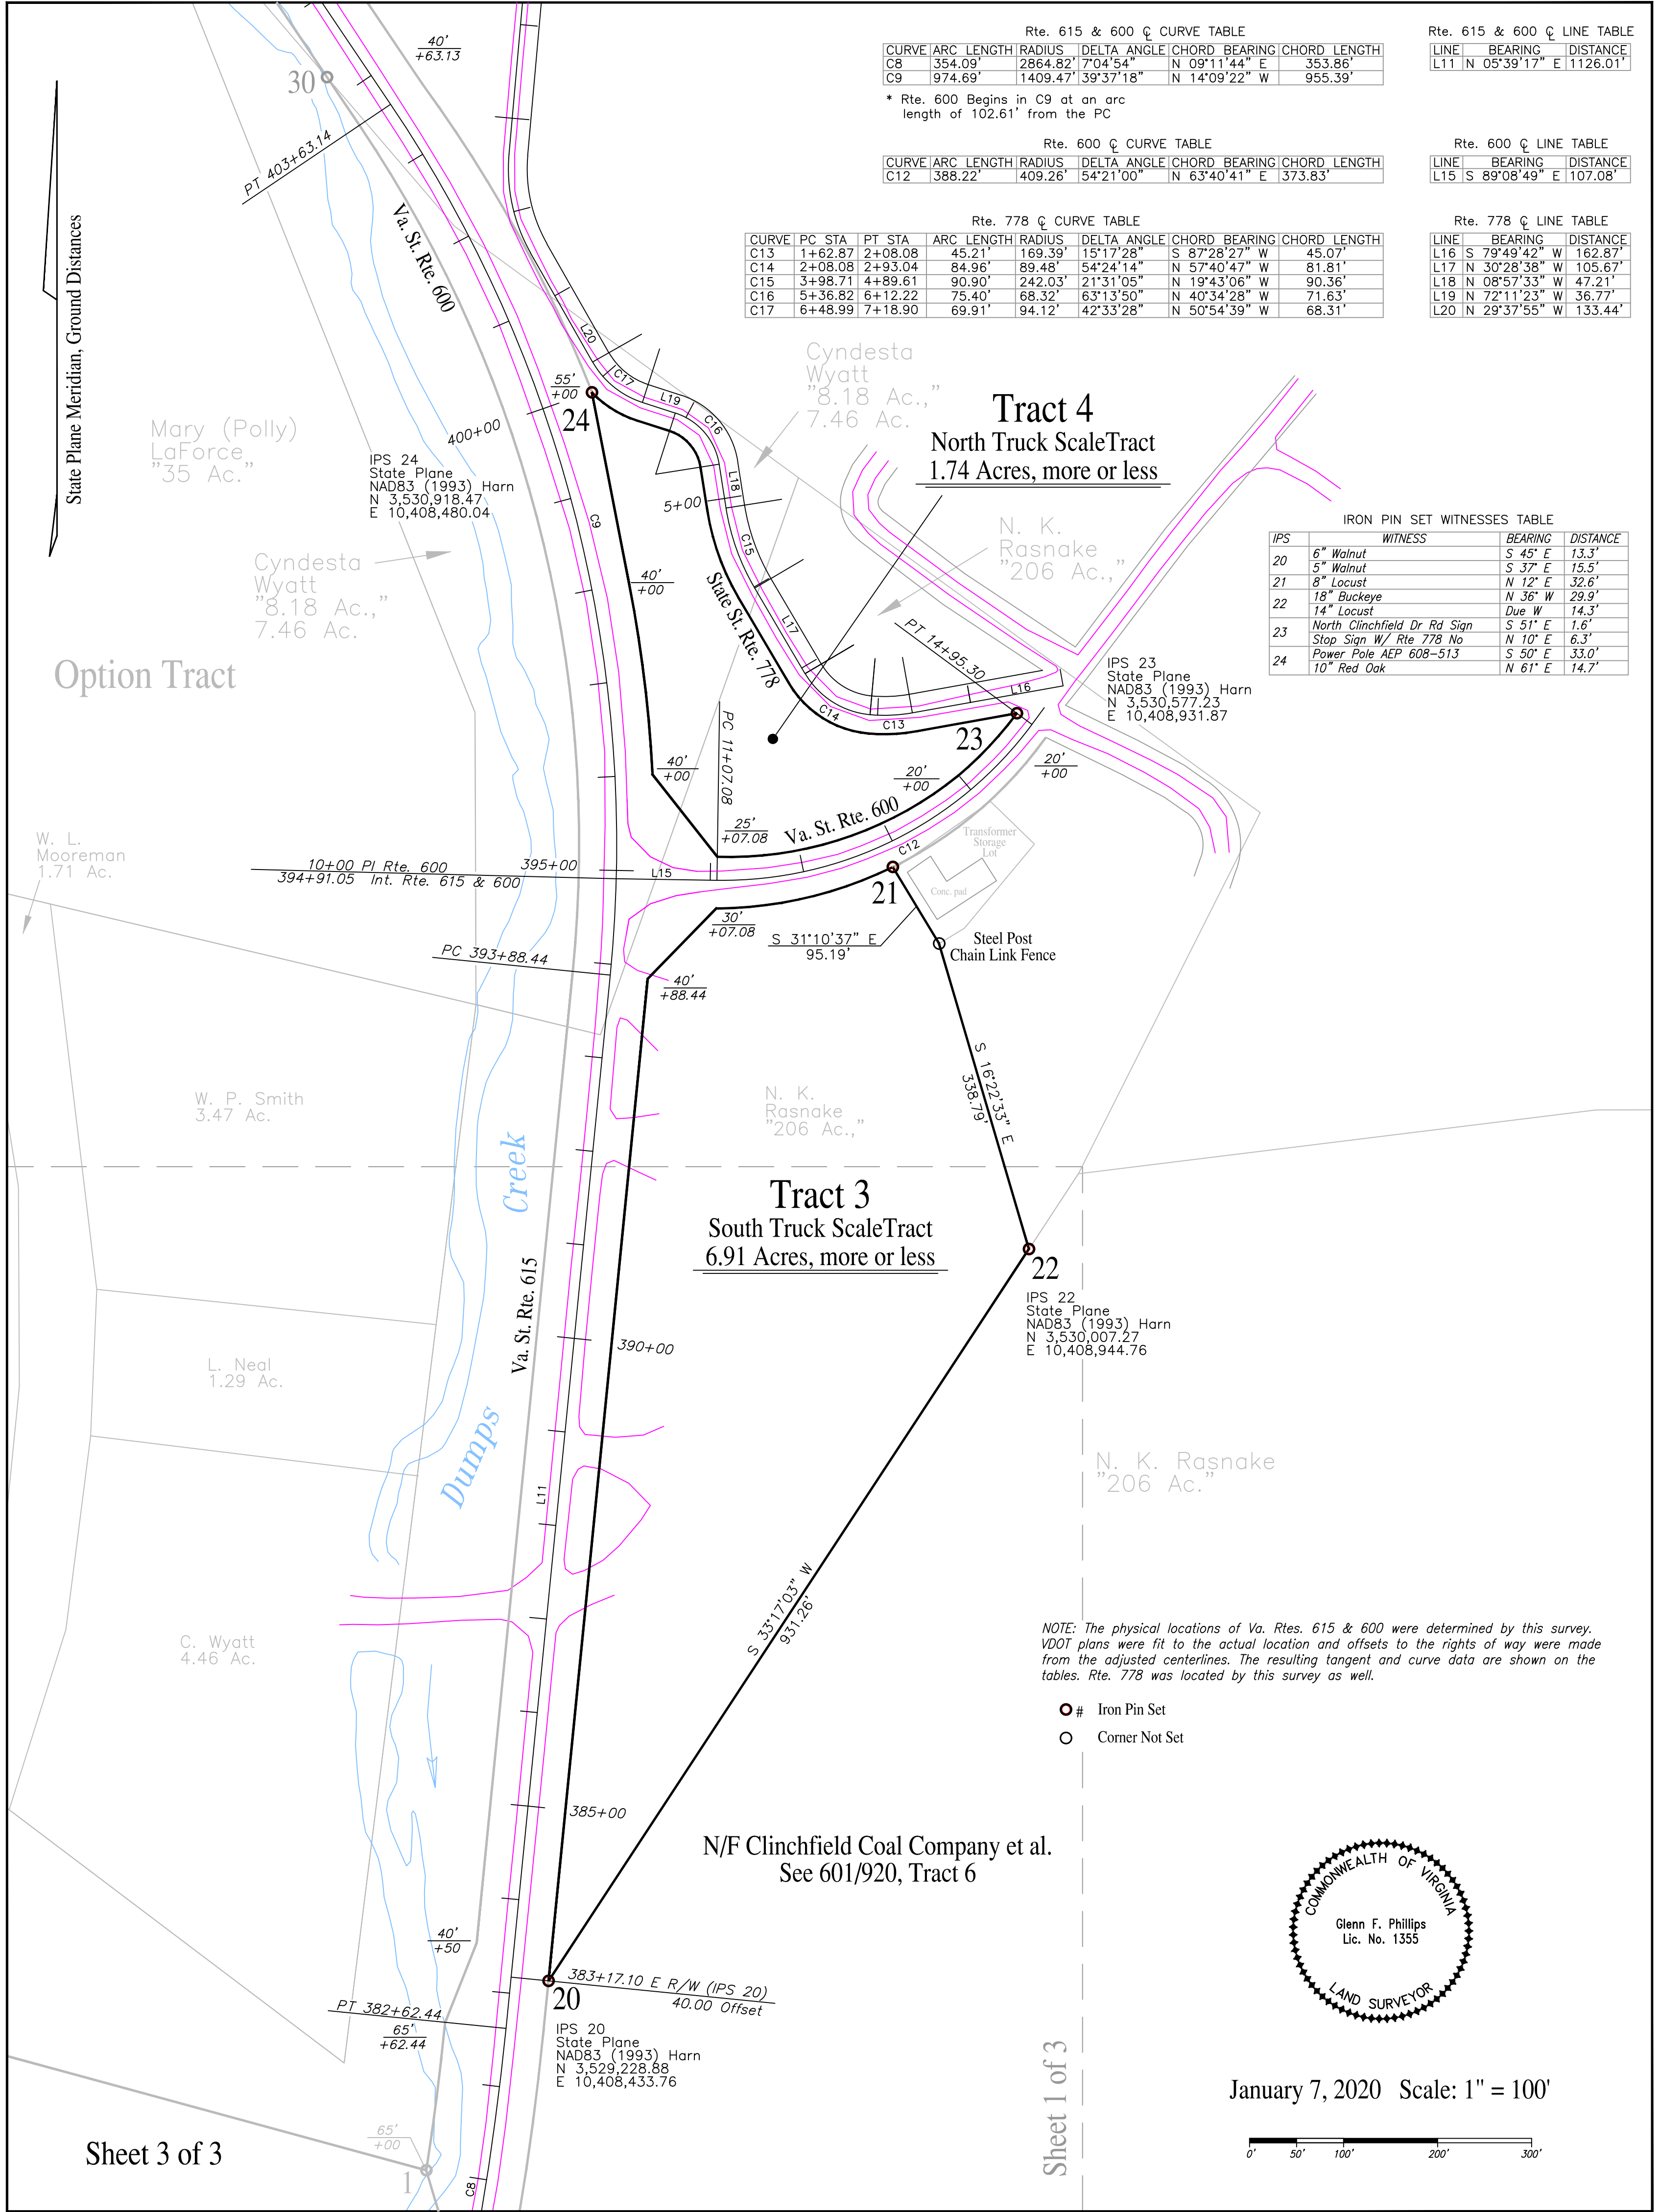 Rte. 615 & 600 ℄ CURVE TABLE
CURVE ARC LENGTH RADIUS DELTA ANGLE CHORD BEARING CHORD LENGTH
C8 354.09' 2864.82' 7°04'54" N 09°11'44" E 353.86'
C9 974.69' 1409.47' 39°37'18" N 14°09'22" W 955.39'
* Rte. 600 Begins in C9 at an arc
length of 102.61' from the PC
Rte. 615 & 600 ℄ LINE TABLE
LINE BEARING DISTANCE
L11 N 05°39'17" E 1126.01'
Rte. 600 ℄ CURVE TABLE
CURVE ARC LENGTH RADIUS DELTA ANGLE CHORD BEARING CHORD LENGTH
C12 388.22' 409.26' 54°21'00" N 63°40'41" E 373.83'
Rte. 600 ℄ LINE TABLE
LINE BEARING DISTANCE
L15 S 89°08'49" E 107.08'
Rte. 778 ℄ CURVE TABLE
CURVE PC STA PT STA ARC LENGTH RADIUS DELTA ANGLE CHORD BEARING CHORD LENGTH
C13 1+62.87 2+08.08 45.21' 169.39' 15°17'28" S 87°28'27" W 45.07'
C14 2+08.08 2+93.04 84.96' 89.48' 54°24'14" N 57°40'47" W 81.81'
C15 3+98.71 4+89.61 90.90' 242.03' 21°31'05" N 19°43'06" W 90.36'
C16 5+36.82 6+12.22 75.40' 68.32' 63°13'50" N 40°34'28" W 71.63'
C17 6+48.99 7+18.90 69.91' 94.12' 42°33'28" N 50°54'39" W 68.31'
Rte. 778 ℄ LINE TABLE
LINE BEARING DISTANCE
L16 S 79°49'42" W 162.87'
L17 N 30°28'38" W 105.67'
L18 N 08°57'33" W 47.21'
L19 N 72°11'23" W 36.77'
L20 N 29°37'55" W 133.44'
40'
+63.13
30
PT 403+63.14
State Plane Meridian, Ground Distances
Va. St. Rte. 600
L20
C17
L19
C16
L18
C15
L17
55'
+00
24
400+00
IPS 24
State Plane
NAD83 (1993) Harn
N 3,530,918.47
E 10,408,480.04
Mary (Polly)
LaForce
"35 Ac."
Cyndesta
Wyatt
"8.18 Ac.,"
7.46 Ac.
Tract 4
North Truck ScaleTract
1.74 Acres, more or less
5+00
C9
N. K.
Rasnake
"206 Ac.,"
Cyndesta
Wyatt
"8.18 Ac.,"
7.46 Ac.
40'
+00
State St. Rte. 778
IRON PIN SET WITNESSES TABLE
IPS WITNESS BEARING DISTANCE
20 6" Walnut S 45° E 13.3'
5" Walnut S 37° E 15.5'
21 8" Locust N 12° E 32.6'
22 18" Buckeye N 36° W 29.9'
14" Locust Due W 14.3'
23 North Clinchfield Dr Rd Sign S 51° E 1.6'
Stop Sign W/ Rte 778 No N 10° E 6.3'
24 Power Pole AEP 608-513 S 50° E 33.0'
10" Red Oak N 61° E 14.7'
Option Tract
PT 14+95.30
IPS 23
State Plane
NAD83 (1993) Harn
N 3,530,577.23
E 10,408,931.87
L16
C14
C13
23
PC 11+07.08
40'
+00
20'
+00
20'
+00
25'
+07.08
Va. St. Rte. 600
Transformer
Storage
Lot
C12
W. L.
Mooreman
1.71 Ac.
10+00 PI Rte. 600
394+91.05 Int. Rte. 615 & 600
395+00
L15
Conc. pad
21
30'
+07.08
S 31°10'37" E
95.19'
Steel Post
Chain Link Fence
PC 393+88.44
40'
+88.44
S 16°22'33" E
338.79'
W. P. Smith
3.47 Ac.
N. K.
Rasnake
"206 Ac.,"
Creek
Tract 3
South Truck ScaleTract
6.91 Acres, more or less
22
IPS 22
State Plane
NAD83 (1993) Harn
N 3,530,007.27
E 10,408,944.76
Va. St. Rte. 615
390+00
L. Neal
1.29 Ac.
Dumps
N. K. Rasnake
"206 Ac."
L11
S 33°17'03" W
931.26'
C. Wyatt
4.46 Ac.
NOTE: The physical locations of Va. Rtes. 615 & 600 were determined by this survey.
VDOT plans were fit to the actual location and offsets to the rights of way were made
from the adjusted centerlines. The resulting tangent and curve data are shown on the
tables. Rte. 778 was located by this survey as well.
# Iron Pin Set
Corner Not Set
385+00
N/F Clinchfield Coal Company et al.
See 601/920, Tract 6
COMMONWEALTH OF VIRGINIA
Glenn F. Phillips
Lic. No. 1355
LAND SURVEYOR
40'
+50
383+17.10 E R/W (IPS 20)
40.00 Offset
20
PT 382+62.44
65'
+62.44
IPS 20
State Plane
NAD83 (1993) Harn
N 3,529,228.88
E 10,408,433.76
Sheet 1 of 3
January 7, 2020 Scale: 1" = 100'
0' 50' 100' 200' 300'
65'
+00
1
C8
Sheet 3 of 3